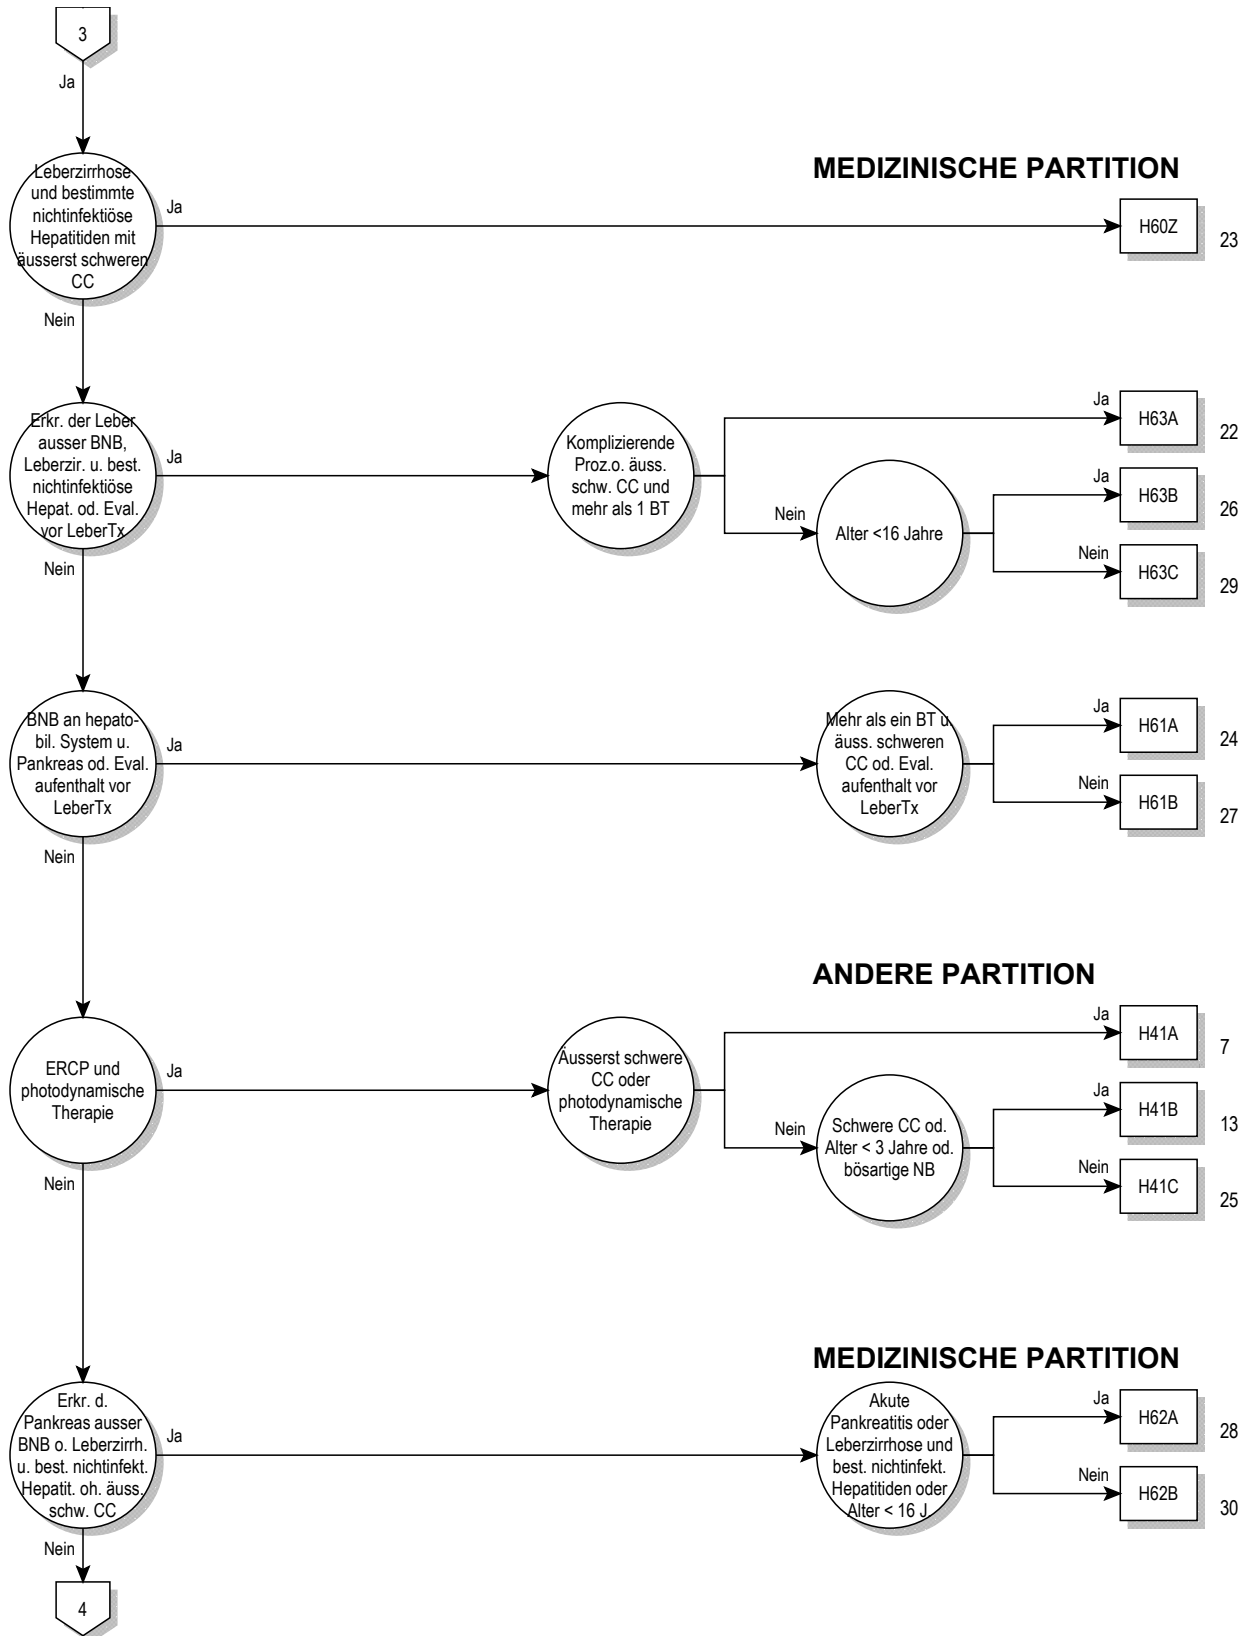 3
Ja
MEDIZINISCHE PARTITION
Leberzirrhose
und bestimmte
nichtinfektiöse
Hepatitiden mit
äusserst schweren
CC
Ja
H60Z
23
Nein
Erkr. der Leber
ausser BNB,
Leberzir. u. best.
nichtinfektiöse
Hepat. od. Eval.
vor LeberTx
Ja
Komplizierende
Proz.o. äuss.
schw. CC und
mehr als 1 BT
Ja
H63A
22
Nein
Alter <16 Jahre
Ja
H63B
26
Nein
H63C
29
Nein
BNB an hepato-
bil. System u.
Pankreas od. Eval.
aufenthalt vor
LeberTx
Ja
Mehr als ein BT u.
äuss. schweren
CC od. Eval.
aufenthalt vor
LeberTx
Ja
H61A
24
Nein
H61B
27
Nein
ANDERE PARTITION
ERCP und
photodynamische
Therapie
Ja
Äusserst schwere
CC oder
photodynamische
Therapie
Ja
H41A
7
Nein
Schwere CC od.
Alter < 3 Jahre od.
bösartige NB
Ja
H41B
13
Nein
H41C
25
Nein
MEDIZINISCHE PARTITION
Erkr. d.
Pankreas ausser
BNB o. Leberzirrh.
u. best. nichtinfekt.
Hepatit. oh. äuss.
schw. CC
Ja
Akute
Pankreatitis oder
Leberzirrhose und
best. nichtinfekt.
Hepatitiden oder
Alter < 16 J
Ja
H62A
28
Nein
H62B
30
Nein
4